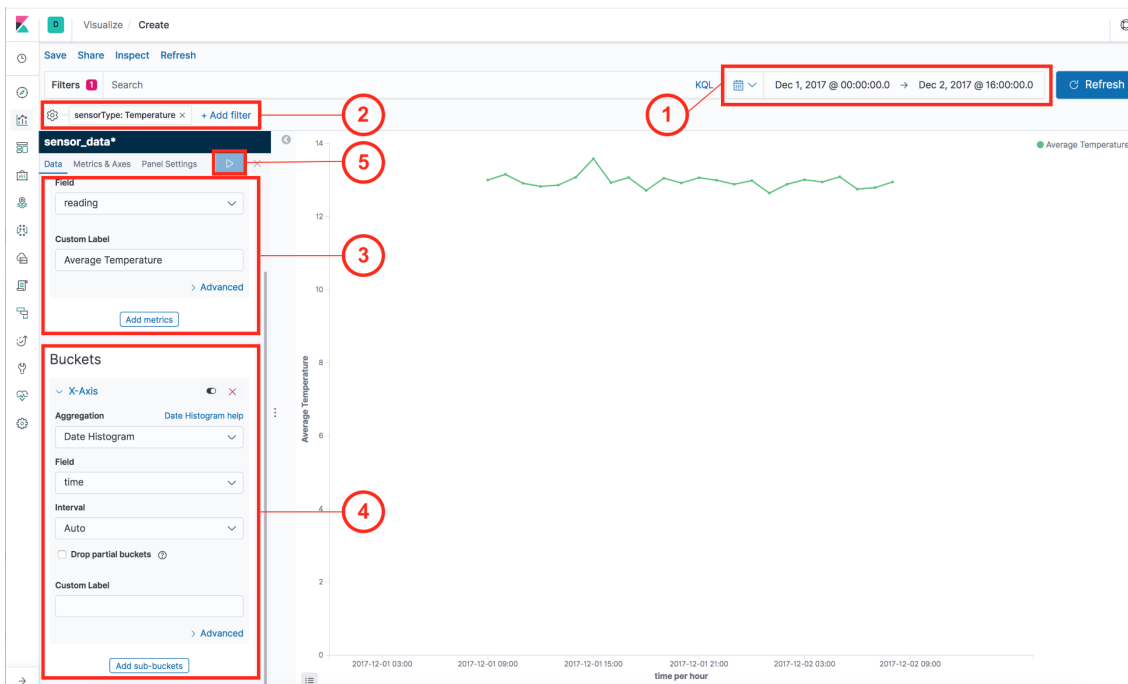 D Visualize / Create
Save Share Inspect Refresh
Filters 1 Search KQL Dec 1, 2017 @ 00:00:00.0 → Dec 2, 2017 @ 16:00:00.0 Refresh
sensorType: Temperature × + Add filter
2
1
sensor_data*
Data Metrics & Axes Panel Settings
5
Field
reading
Custom Label
Average Temperature
3
> Advanced
Add metrics
Buckets
X-Axis
Aggregation Date Histogram help
Date Histogram
Field
time
Interval
Auto
4
Drop partial buckets
Custom Label
> Advanced
Add sub-buckets
14
12
10
8
6
4
2
0
Average Temperature
Average Temperature
2017-12-01 03:00 2017-12-01 09:00 2017-12-01 15:00 2017-12-01 21:00 2017-12-02 03:00 2017-12-02 09:00
time per hour